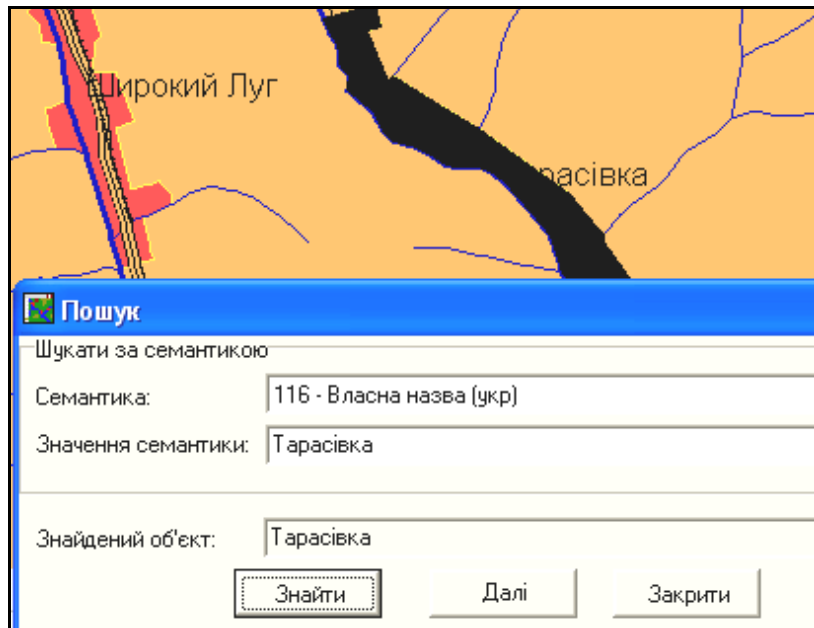 Широкий Луг
расівка
Пошук
Шукати за семантикою
Семантика: 116 - Власна назва (укр)
Значення семантики: Тарасівка
Знайдений об'єкт: Тарасівка
Знайти Далі Закрити